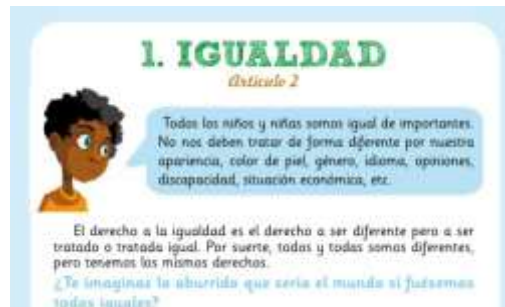 1. IGUALDAD
Artículo 2
Todos los niños y niñas somos igual de importantes.
No nos deben tratar de forma diferente por nuestra
apariencia, color de piel, género, idioma, opiniones,
discapacidad, situación económica, etc.
El derecho a la igualdad es el derecho a ser diferente pero a ser
tratado o tratada igual. Por suerte, todos y todas somos diferentes,
pero tenemos los mismos derechos.
¿Te imaginas lo aburrido que sería el mundo si fuésemos
todos iguales?